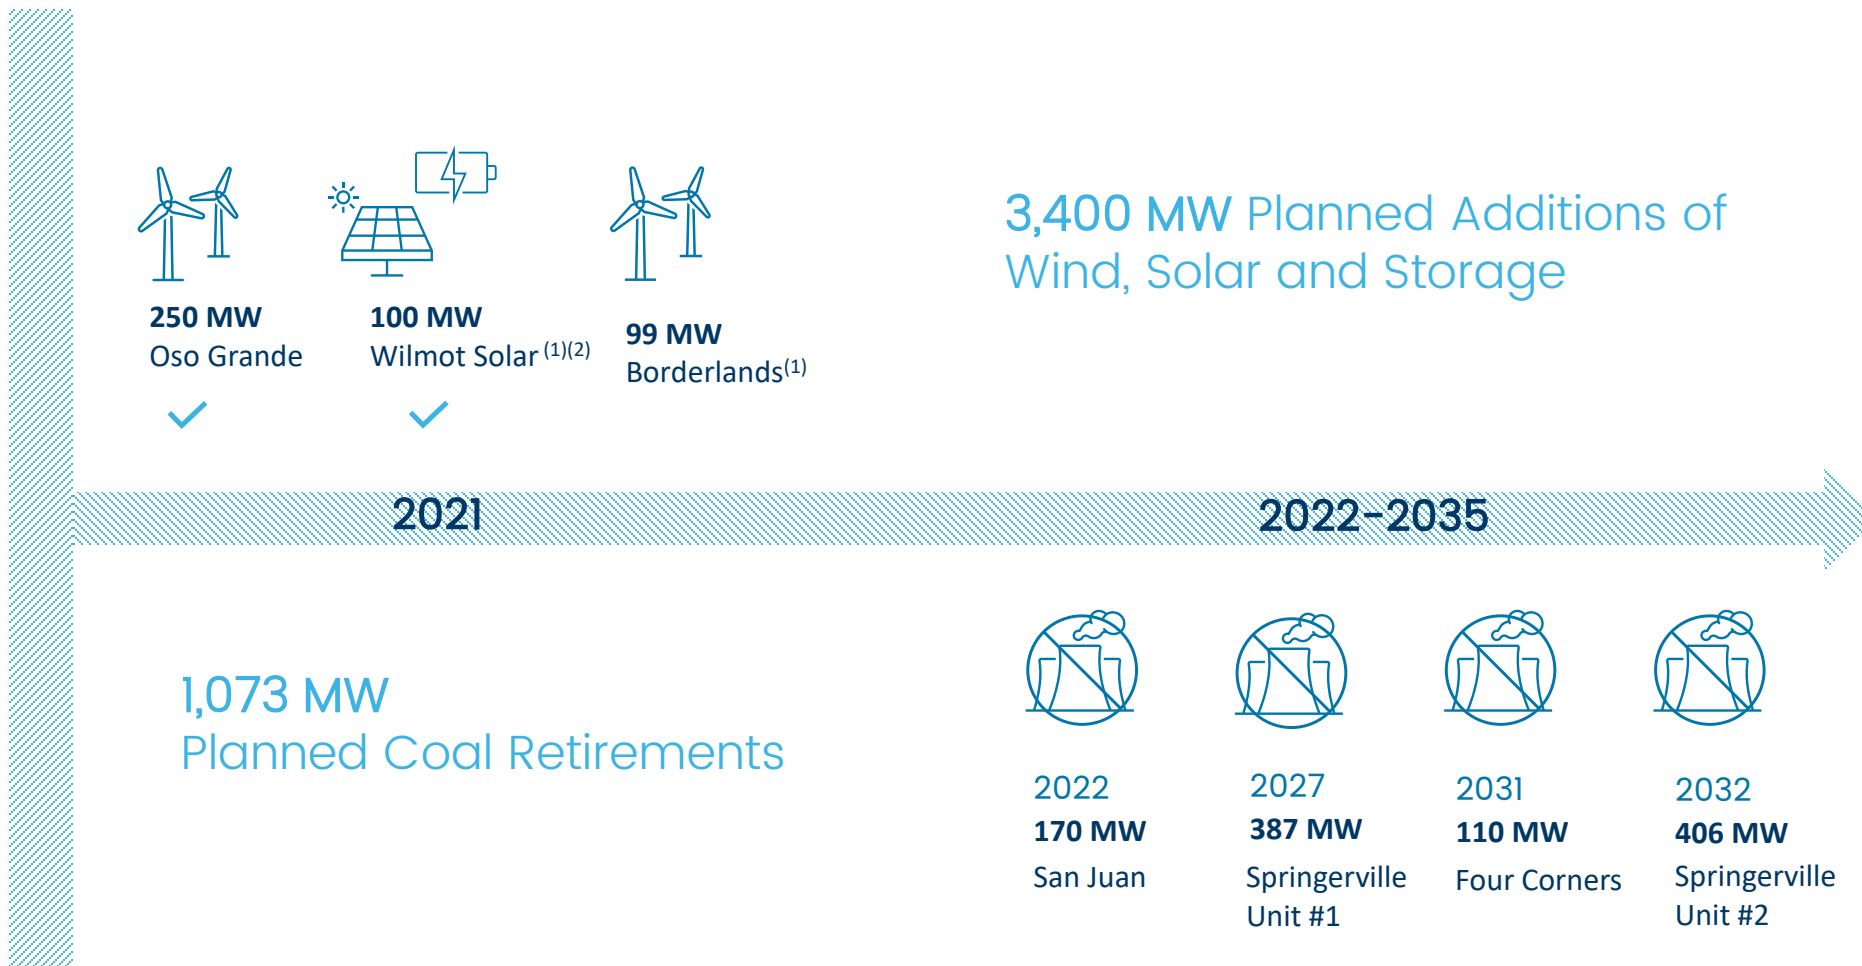 250 MW
Oso Grande
100 MW
Wilmot Solar (1)(2)
99 MW
Borderlands(1)
3,400 MW Planned Additions of
Wind, Solar and Storage
2021
2022-2035
1,073 MW
Planned Coal Retirements
2022
170 MW
San Juan
2027
387 MW
Springerville
Unit #1
2031
110 MW
Four Corners
2032
406 MW
Springerville
Unit #2